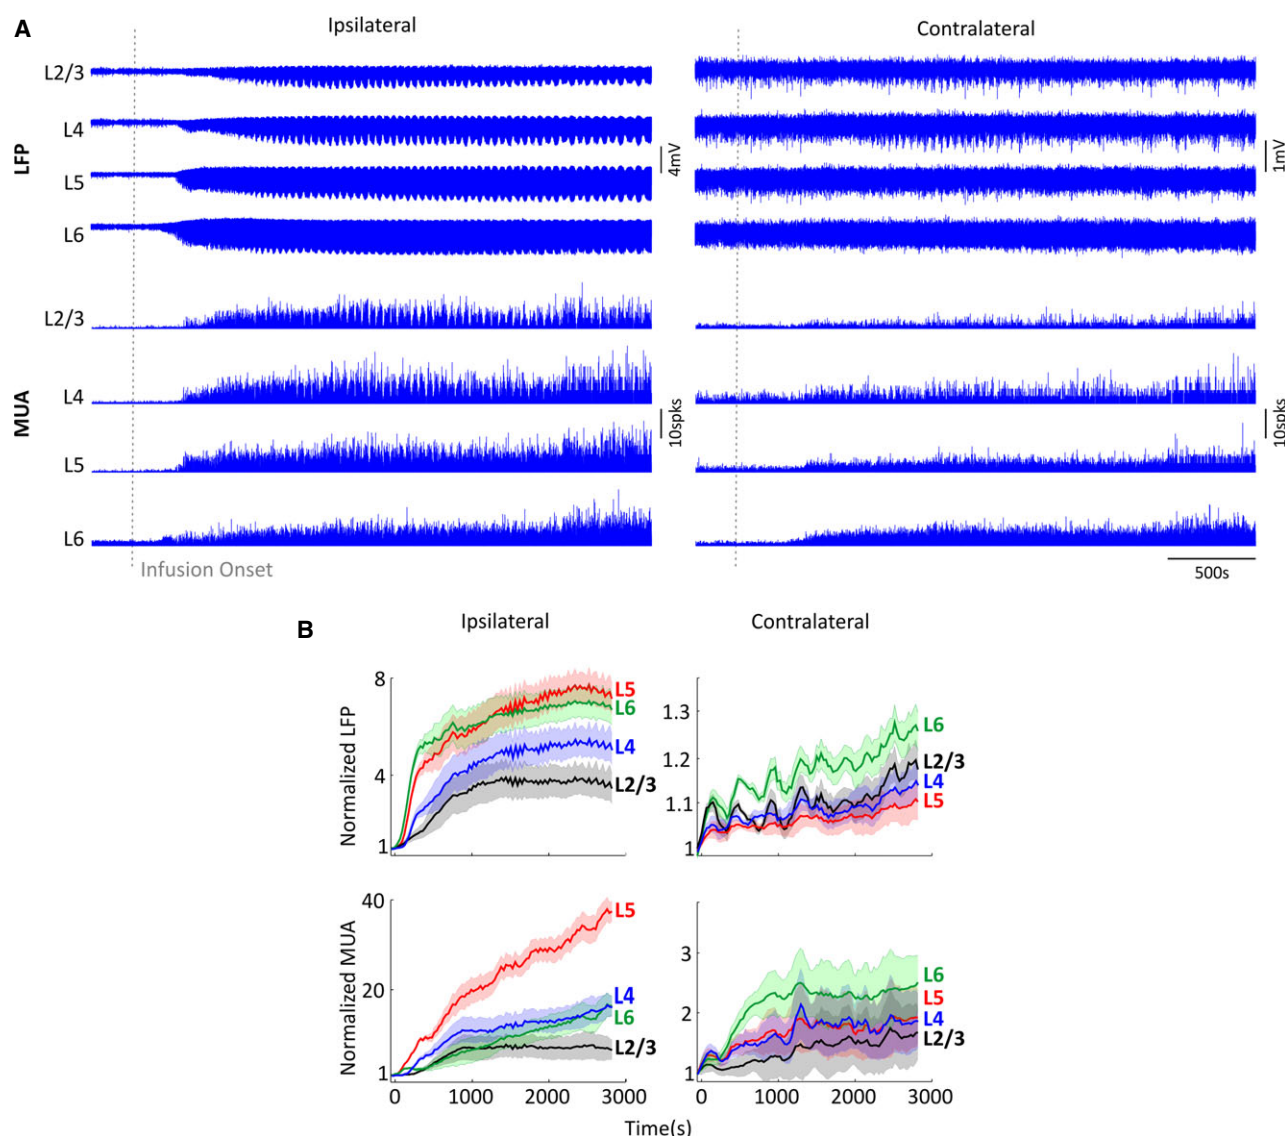 A
Ipsilateral
Contralateral
LFP
L2/3
L4
L5
L6
4mV
1mV
MUA
L2/3
L4
L5
L6
10spks
10spks
Infusion Onset
500s
B
Ipsilateral
Contralateral
Normalized LFP
8
4
1
L5
L6
L4
L2/3
1.3
1.2
1.1
1
L6
L2/3
L4
L5
Normalized MUA
40
20
1
L5
L4
L6
L2/3
3
2
1
L6
L5
L4
L2/3
0 1000 2000 3000
0 1000 2000 3000
Time(s)